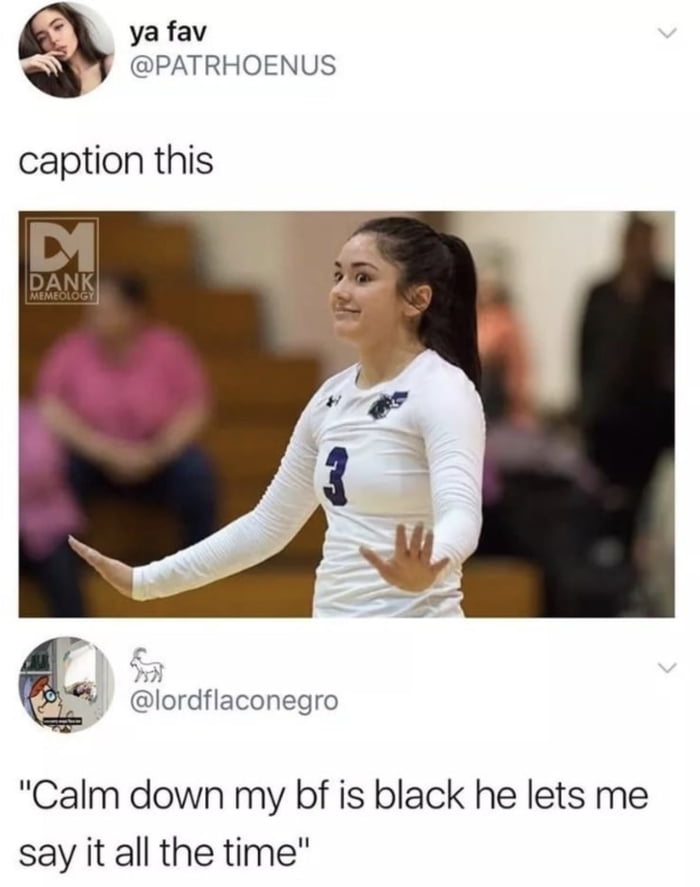 ya fav
@PATRHOENUS
caption this
DM
DANK
MEMEOLOGY
3
@lordflaconegro
"Calm down my bf is black he lets me
say it all the time"